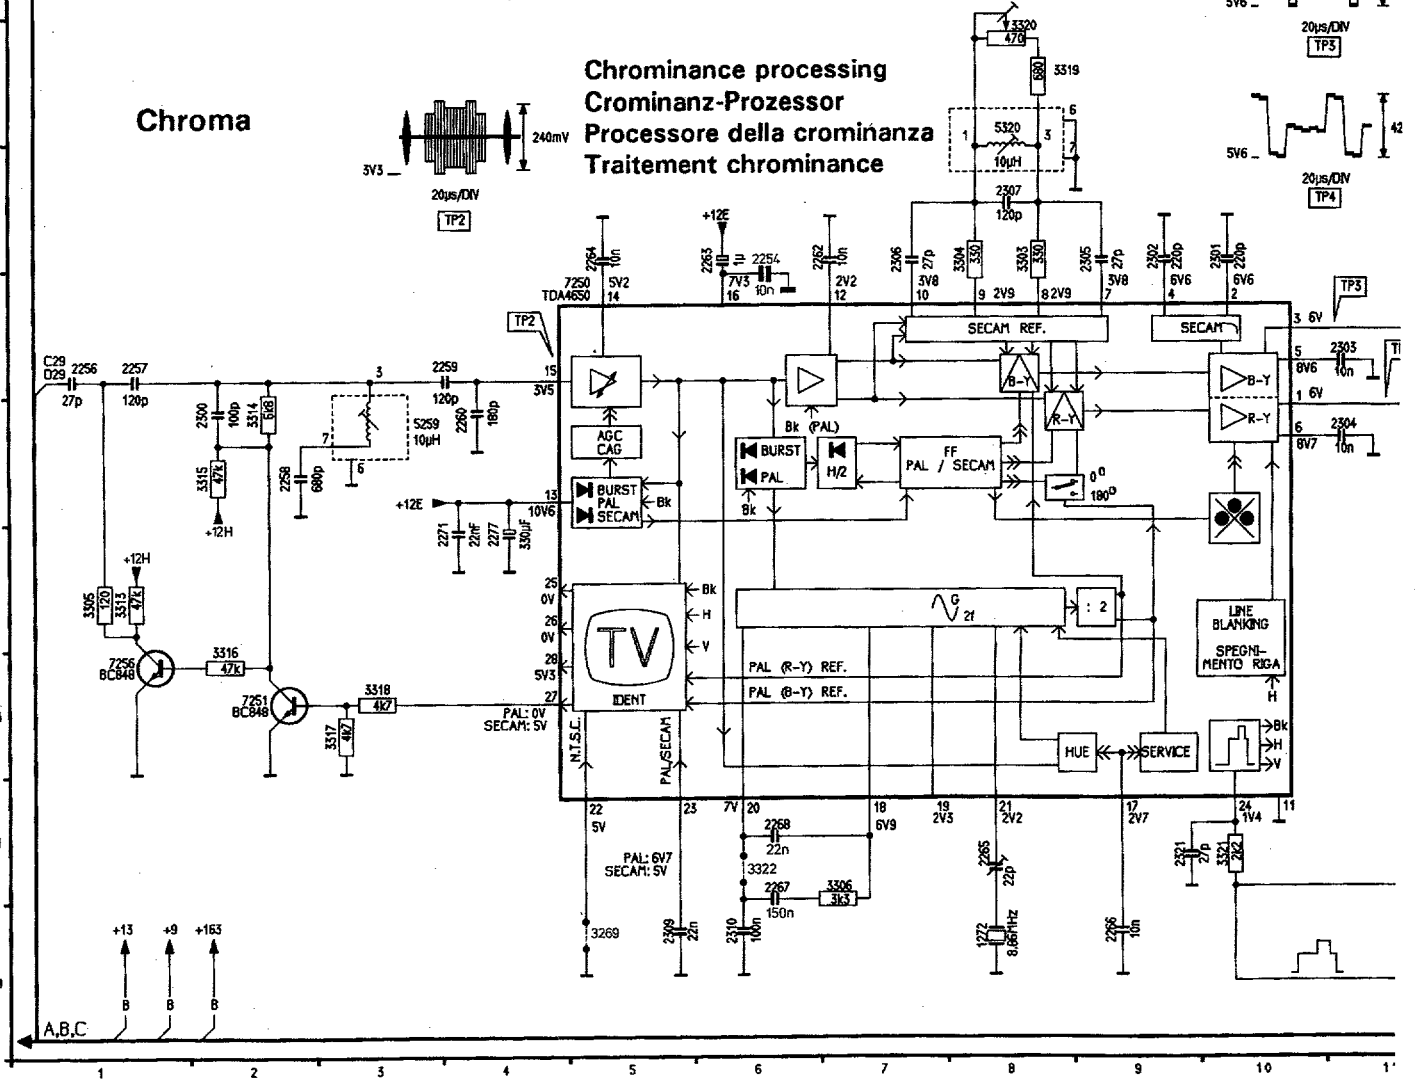 5V6
20µs/DIV
TP3
Chroma
Chrominance processing
Crominanz-Prozessor
Processore della crominanza
Traitement chrominance
240mV
3V3
20µs/DIV
TP2
3320
470
680
3319
6
1
5320
3
7
10µH
2307
120p
5V6
42
20µs/DIV
TP4
+12E
2264
10n
5V2
7250
TDA4650
14
2263
2254
7V3
10n
16
2262
10n
2V2
12
2306
27p
3V8
10
3304
330
9
2V9
3303
330
8
2V9
2305
27p
3V8
7
2302
220p
6V6
4
2301
220p
6V6
2
TP2
SECAM REF.
SECAM
3 6V
TP3
5
8V6
2303
10n
1 6V
6
8V7
2304
10n
C29
D29
2256
27p
2257
120p
3
2259
120p
2260
180p
15
3V5
2300
100p
3314
6k8
5259
10µH
7
6
2258
680p
3315
47k
+12H
AGC
CAG
BURST
PAL
SECAM
Bk
13
10V6
+12E
2271
22nF
2277
330µF
Bk (PAL)
BURST
PAL
Bk
H/2
FF
PAL / SECAM
B-Y
R-Y
0°
180°
B-Y
R-Y
+12H
3305
120
3313
47k
7256
BC848
3316
47k
7251
BC848
3318
4k7
3317
4k7
25
0V
26
0V
28
5V3
27
PAL: 0V
SECAM: 5V
TV
IDENT
Bk
H
V
G
2f
: 2
PAL (R-Y) REF.
PAL (B-Y) REF.
LINE
BLANKING
SPEGNI-
MENTO RIGA
H
N.T.S.C.
PAL/SECAM
HUE
SERVICE
Bk
H
V
22
5V
23
7V
20
18
6V9
19
2V3
21
2V2
17
2V7
24
1V4
11
PAL: 6V7
SECAM: 5V
2268
22n
3322
2267
150n
3306
3k3
2310
100n
2309
22n
3269
2265
22p
1272
8.86MHz
2266
10n
2321
27p
3321
2k2
+13
+9
+163
B
B
B
A,B,C
1
2
3
4
5
6
7
8
9
10